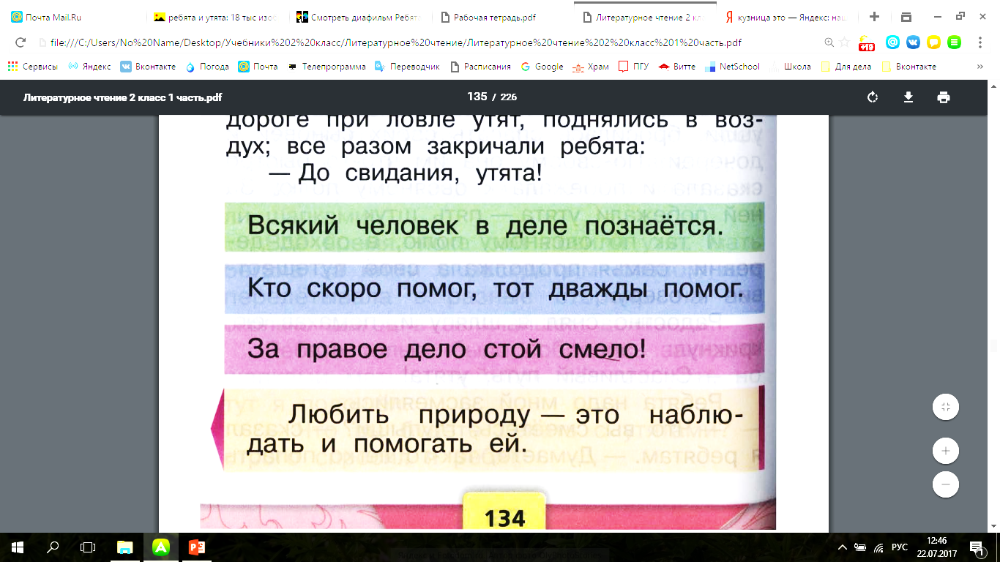 Почта Mail.Ru
ребята и утята: 18 тыс изоб
Смотреть диафильм Ребята
Рабочая тетрадь.pdf
Литературное чтение 2 кла
кузница это — Яндекс: наш
file:///C:/Users/No%20Name/Desktop/Учебники%202%20класс/Литературное%20чтение/Литературное%20чтение%202%20класс%201%20часть.pdf
+19
Сервисы Яндекс Вконтакте Погода Почта Телепрограмма Переводчик Расписания Google Храм ПГУ Витте NetSchool Школа Для дела Вконтакте »
Литературное чтение 2 класс 1 часть.pdf 135 / 226
дороге при ловле утят, поднялись в воз-
дух; все разом закричали ребята:
— До свидания, утята!
Всякий человек в деле познаётся.
Кто скоро помог, тот дважды помог.
За правое дело стой смело!
Любить природу — это наблю-
дать и помогать ей.
134
РУС
12:46
22.07.2017
1